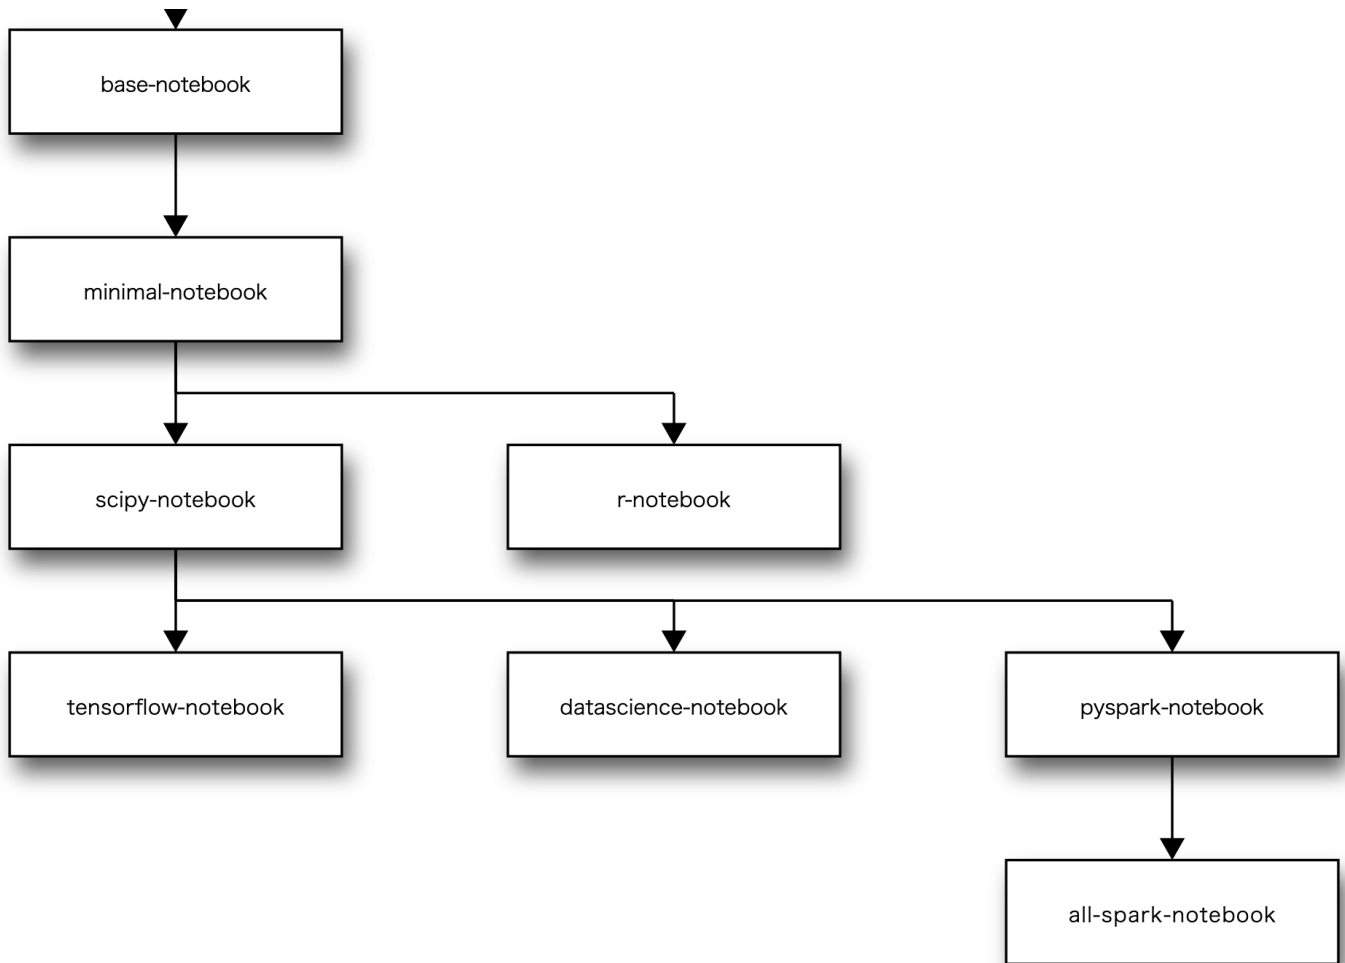 base-notebook
minimal-notebook
scipy-notebook
r-notebook
tensorflow-notebook
datascience-notebook
pyspark-notebook
all-spark-notebook